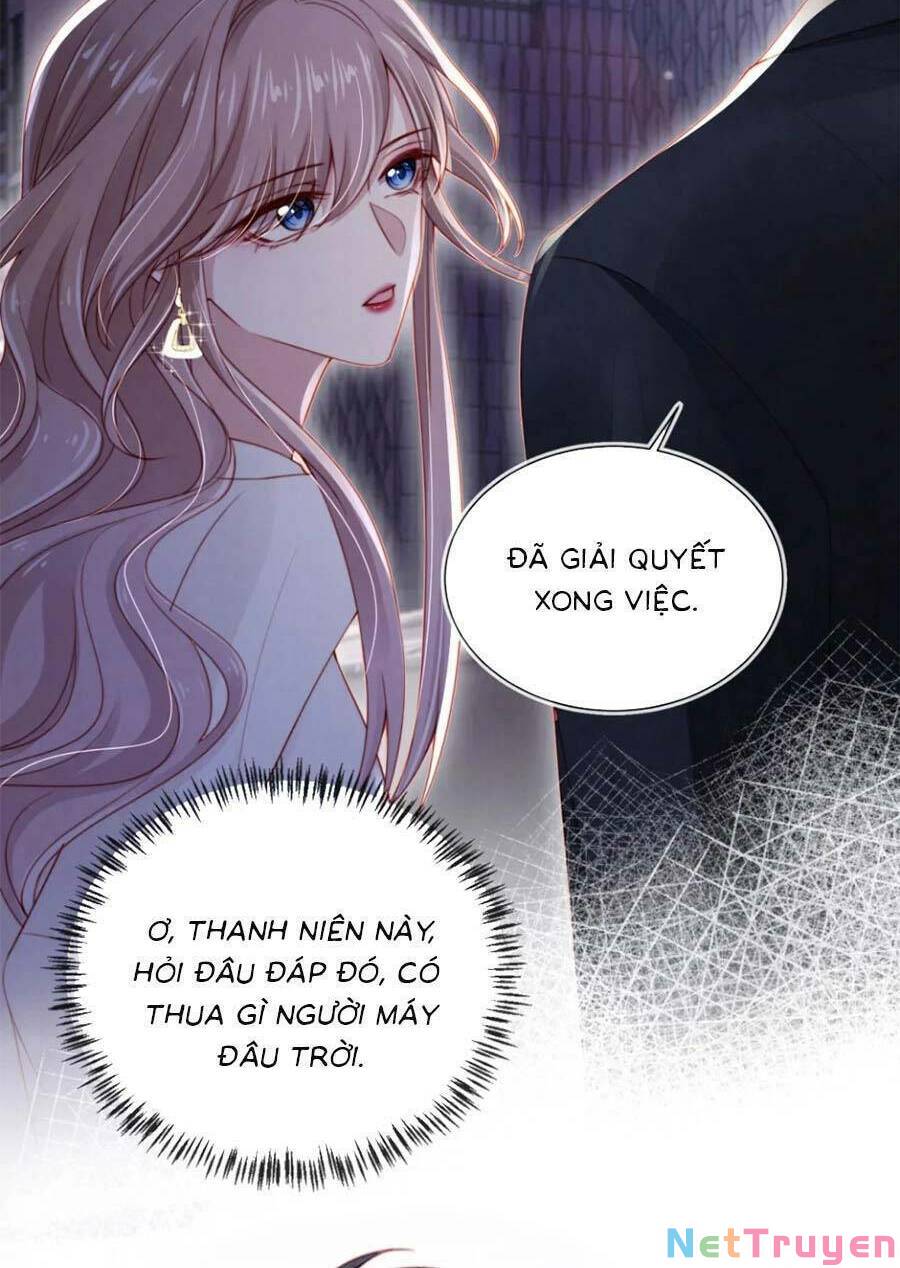 ĐÃ GIẢI QUYẾT
XONG VIỆC.
Ơ, THANH NIÊN NÀY,
HỎI ĐÂU ĐÁP ĐÓ, CÓ
THUA GÌ NGƯỜI MÁY
ĐÂU TRỜI.
NetTruyen